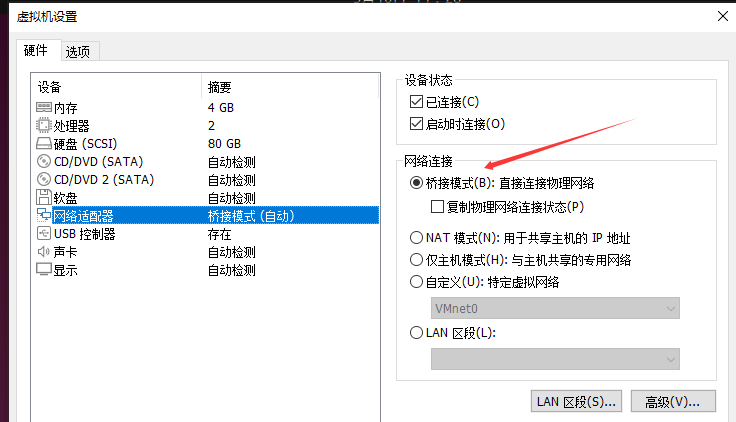 虚拟机设置
硬件 选项
设备 摘要
内存 4 GB
处理器 2
硬盘 (SCSI) 80 GB
CD/DVD (SATA) 自动检测
CD/DVD 2 (SATA) 自动检测
软盘 自动检测
网络适配器 桥接模式 (自动)
USB 控制器 存在
声卡 自动检测
显示 自动检测
设备状态
已连接(C)
启动时连接(O)
网络连接
桥接模式(B): 直接连接物理网络
复制物理网络连接状态(P)
NAT 模式(N): 用于共享主机的 IP 地址
仅主机模式(H): 与主机共享的专用网络
自定义(U): 特定虚拟网络
VMnet0
LAN 区段(L):
LAN 区段(S)... 高级(V)...